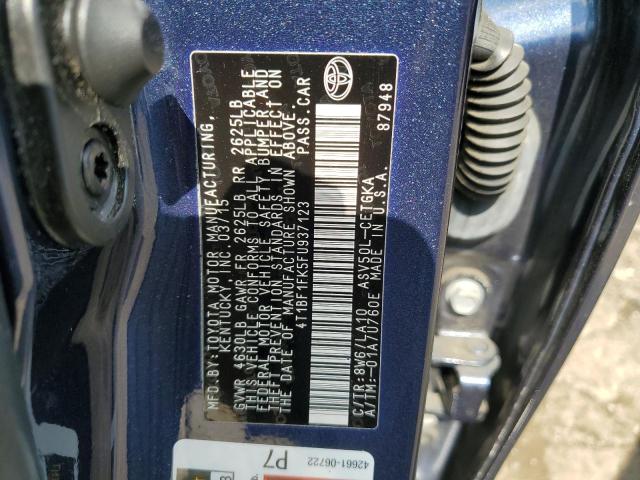 MFD.BY: TOYOTA MOTOR MANUFACTURING,
KENTUCKY, INC. 03/15
GVWR 4630LB GAWR FR 2625LB RR 2625LB
THIS VEHICLE CONFORMS TO ALL APPLICABLE
FEDERAL MOTOR VEHICLE SAFETY, BUMPER, AND
THEFT PREVENTION STANDARDS IN EFFECT ON
THE DATE OF MANUFACTURE SHOWN ABOVE.
4T1BF1FK5FU937123 PASS. CAR
C/TR: 8W6/LA10 ASV50L-CETGKA
A/TM: -01A/U760E MADE IN U.S.A.
87948
42661-06722
P7